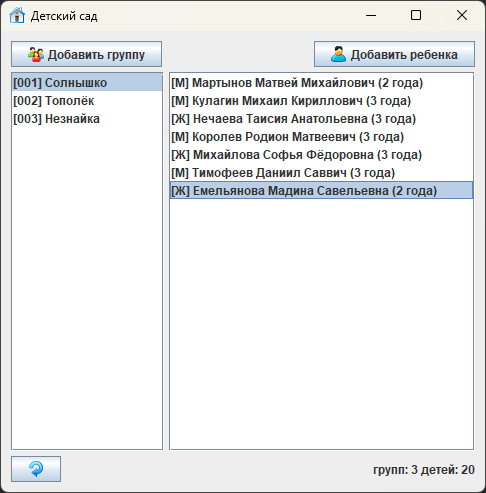 Детский сад
Добавить группу
Добавить ребенка
[001] Солнышко
[002] Тополёк
[003] Незнайка
[М] Мартынов Матвей Михайлович (2 года)
[М] Кулагин Михаил Кириллович (3 года)
[Ж] Нечаева Таисия Анатольевна (3 года)
[М] Королев Родион Матвеевич (3 года)
[Ж] Михайлова Софья Фёдоровна (3 года)
[М] Тимофеев Даниил Саввич (3 года)
[Ж] Емельянова Мадина Савельевна (2 года)
групп: 3 детей: 20